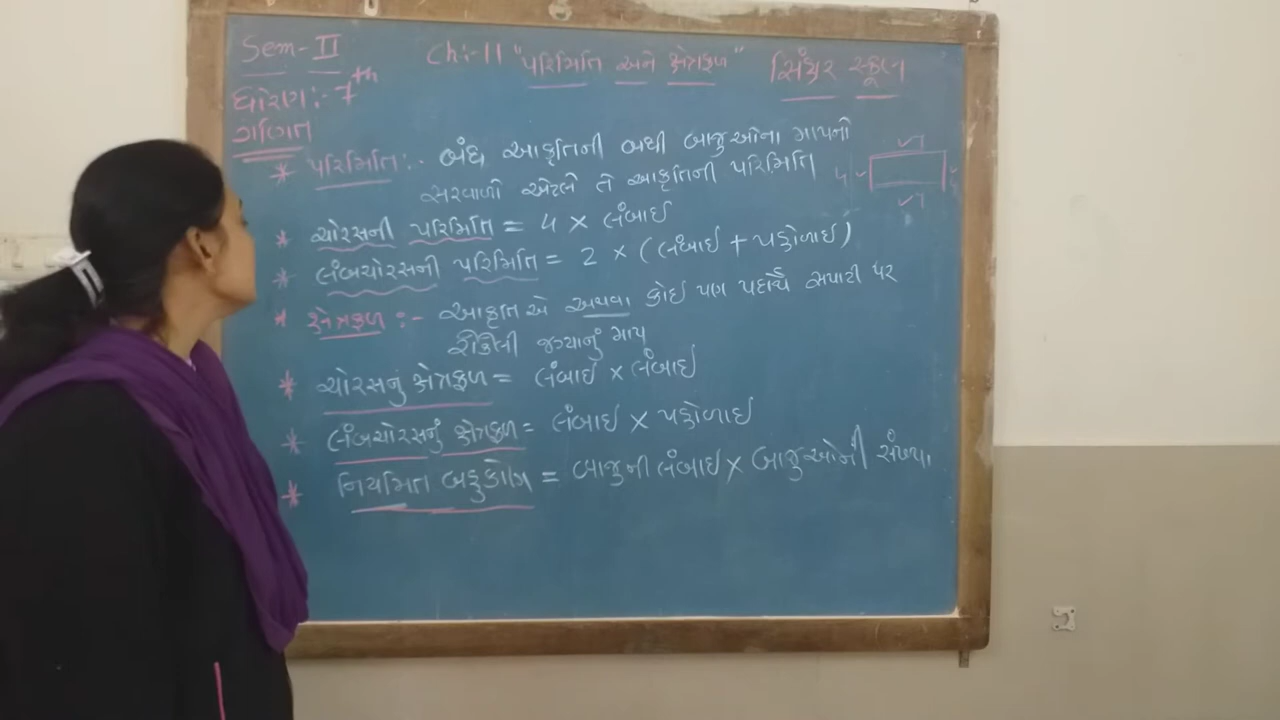 Sem-II Ch:-11 "પરિમિતિ અને ક્ષેત્રફળ" સ્કૂલ
ધોરણ:- 7th
ગણિત
* પરિમિતિ:- બંધ આકૃતિની બધી બાજુઓના માપનો
સરવાળો એટલે તે આકૃતિની પરિમિતિ
* ચોરસની પરિમિતિ = 4 × લંબાઈ
* લંબચોરસની પરિમિતિ = 2 × (લંબાઈ + પહોળાઈ)
* ક્ષેત્રફળ :- આકૃતિ એ અથવા કોઈ પણ પદાર્થે સપાટી પર
રોકેલી જગ્યાનું માપ
* ચોરસનું ક્ષેત્રફળ = લંબાઈ × લંબાઈ
* લંબચોરસનું ક્ષેત્રફળ = લંબાઈ × પહોળાઈ
* નિયમિત બહુકોણ = બાજુની લંબાઈ × બાજુઓની સંખ્યા